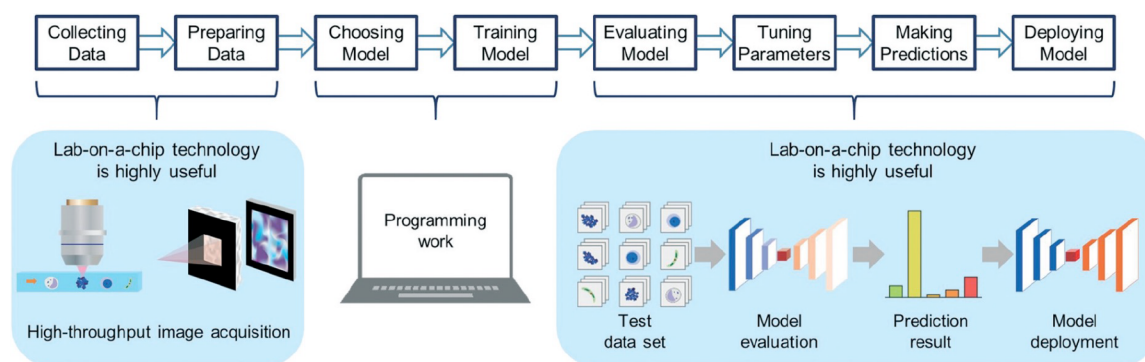 Collecting
Data
Preparing
Data
Choosing
Model
Training
Model
Evaluating
Model
Tuning
Parameters
Making
Predictions
Deploying
Model
Lab-on-a-chip technology
is highly useful
High-throughput image acquisition
Programming
work
Lab-on-a-chip technology
is highly useful
Test
data set
Model
evaluation
Prediction
result
Model
deployment